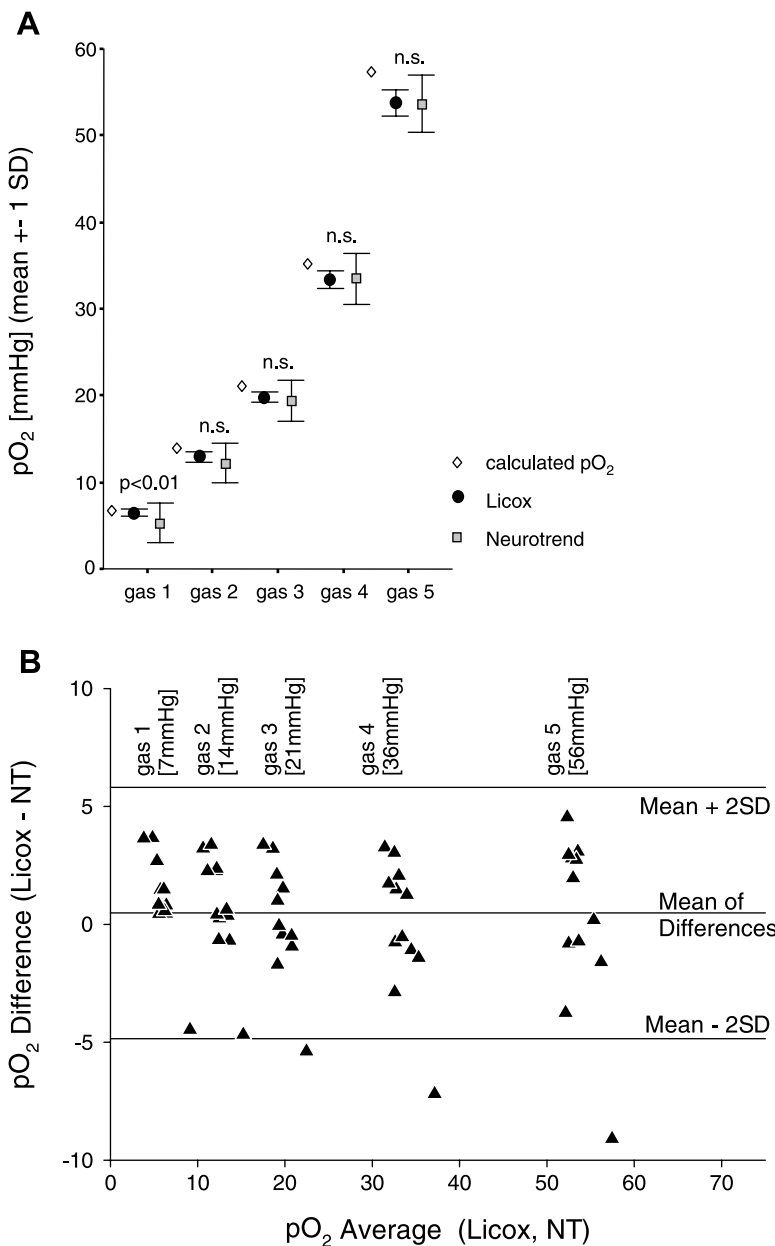 A
60
50
40
30
20
10
0
pO2 [mmHg] (mean +- 1 SD)
n.s.
n.s.
n.s.
n.s.
p<0.01
calculated pO2
Licox
Neurotrend
gas 1 gas 2 gas 3 gas 4 gas 5
B
10
5
0
-5
-10
pO2 Difference (Licox - NT)
gas 1
[7mmHg]
gas 2
[14mmHg]
gas 3
[21mmHg]
gas 4
[36mmHg]
gas 5
[56mmHg]
Mean + 2SD
Mean of
Differences
Mean - 2SD
0 10 20 30 40 50 60 70
pO2 Average (Licox, NT)